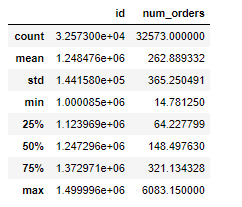 id num_orders
count 3.257300e+04 32573.000000
mean 1.248476e+06 262.889332
std 1.441580e+05 365.250491
min 1.000085e+06 14.781250
25% 1.123969e+06 64.227799
50% 1.247296e+06 148.497630
75% 1.372971e+06 321.134328
max 1.499996e+06 6083.150000